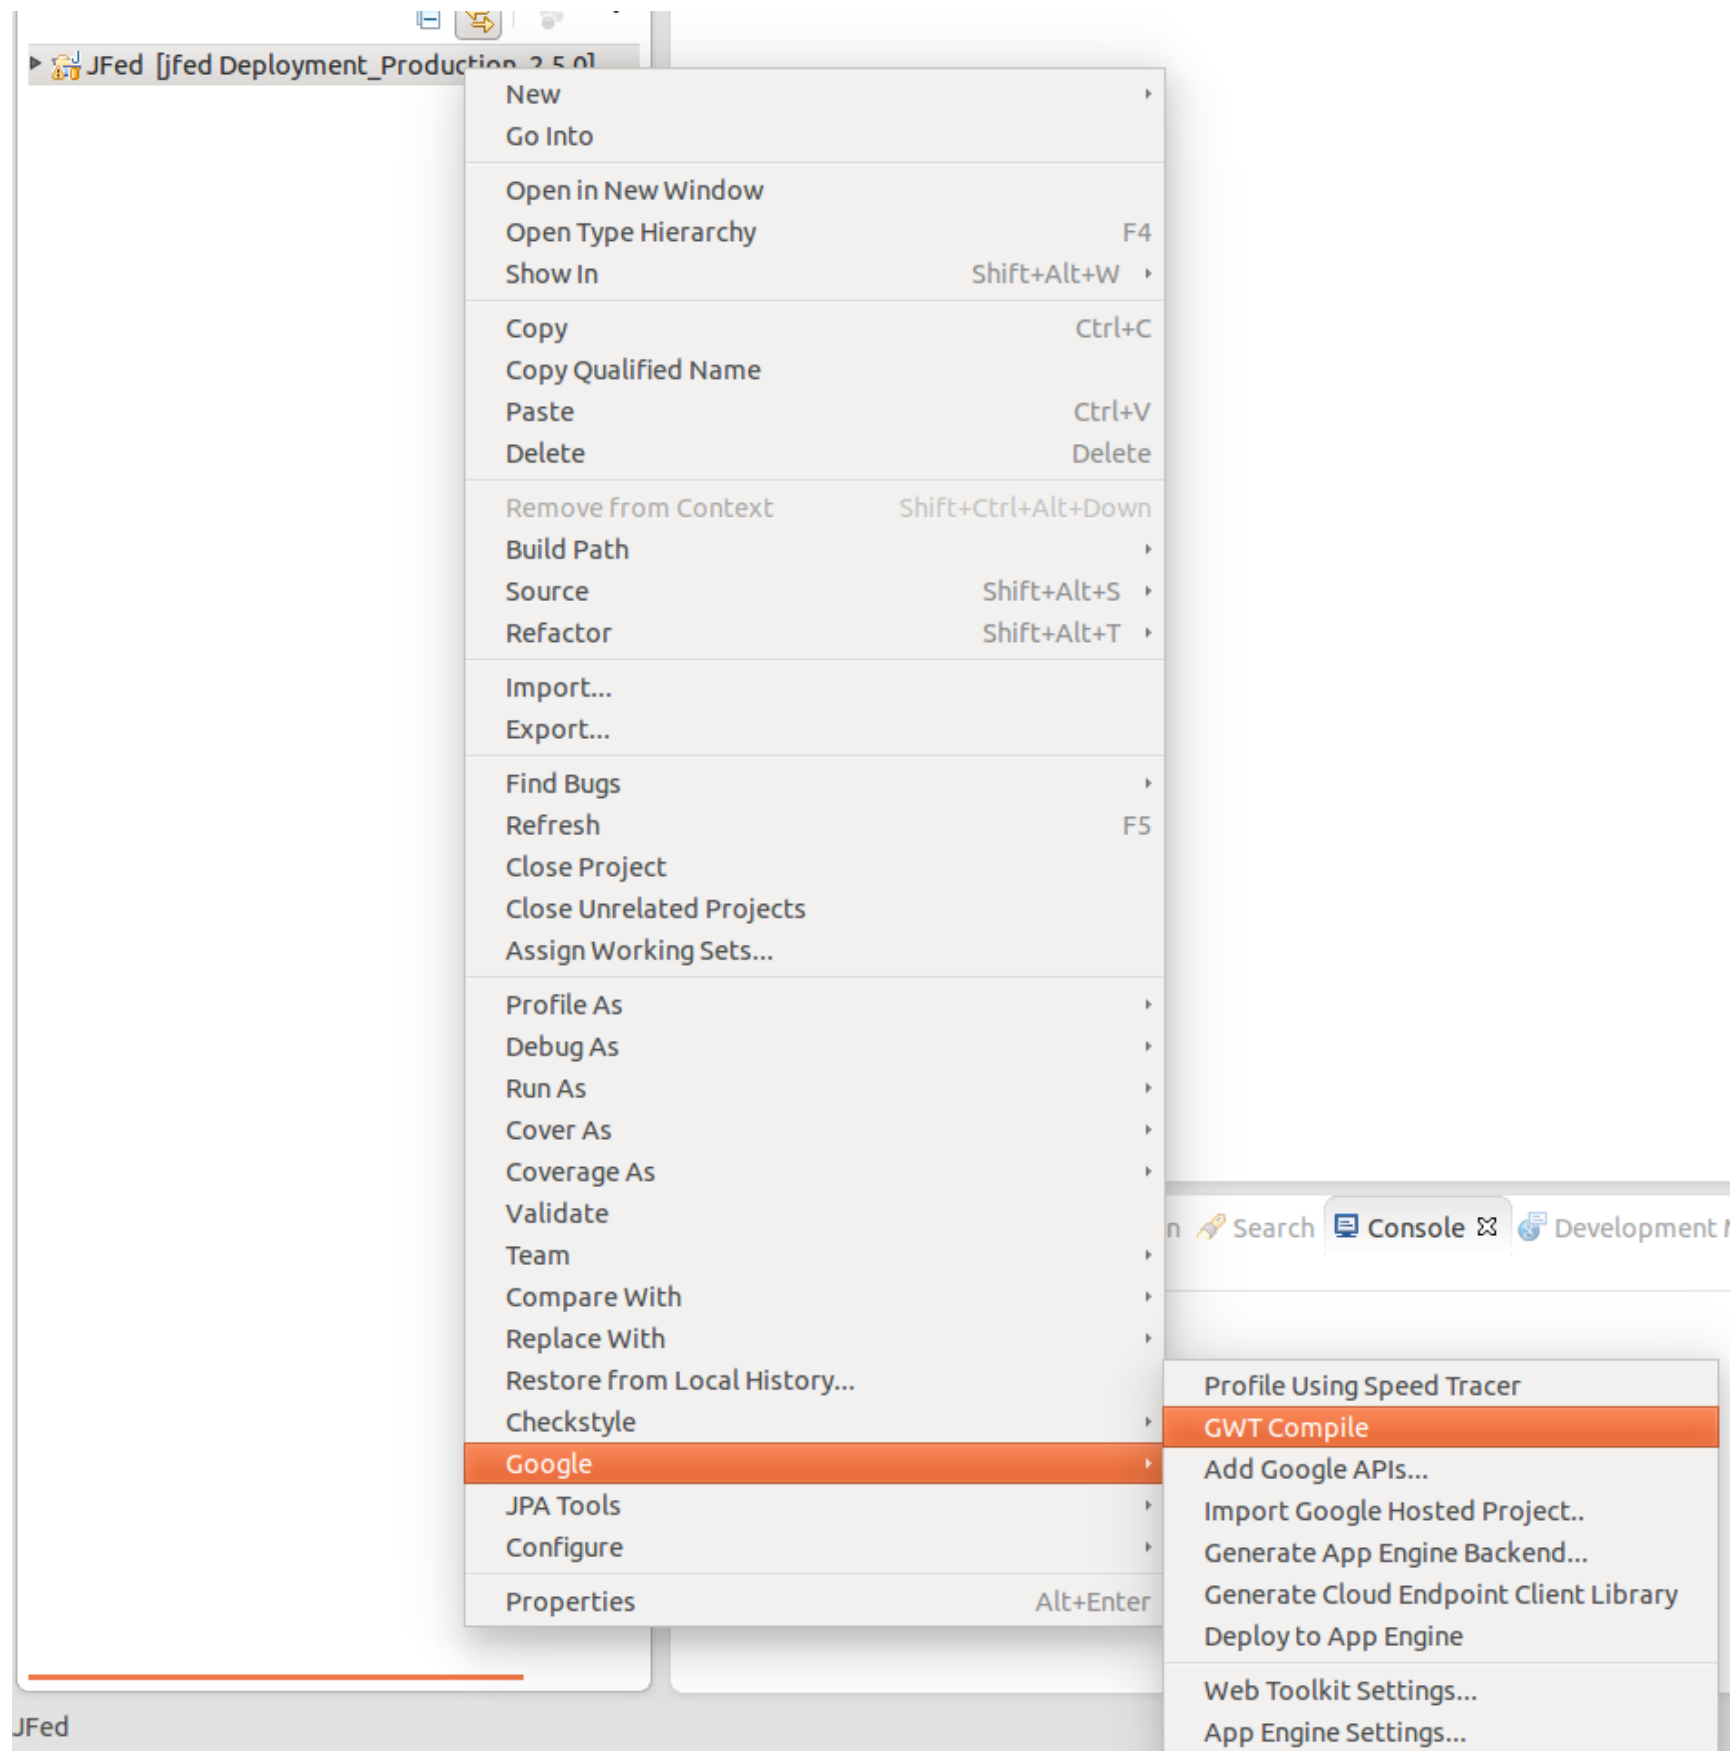 JFed [jfed Deployment_Production_2.5.0]
New
Go Into
Open in New Window
Open Type Hierarchy F4
Show In Shift+Alt+W
Copy Ctrl+C
Copy Qualified Name
Paste Ctrl+V
Delete Delete
Remove from Context Shift+Ctrl+Alt+Down
Build Path
Source Shift+Alt+S
Refactor Shift+Alt+T
Import...
Export...
Find Bugs
Refresh F5
Close Project
Close Unrelated Projects
Assign Working Sets...
Profile As
Debug As
Run As
Cover As
Coverage As
Validate
Team
Compare With
Replace With
Restore from Local History...
Checkstyle
Google
JPA Tools
Configure
Properties Alt+Enter
n Search Console Development
Profile Using Speed Tracer
GWT Compile
Add Google APIs...
Import Google Hosted Project..
Generate App Engine Backend...
Generate Cloud Endpoint Client Library
Deploy to App Engine
Web Toolkit Settings...
App Engine Settings...
JFed